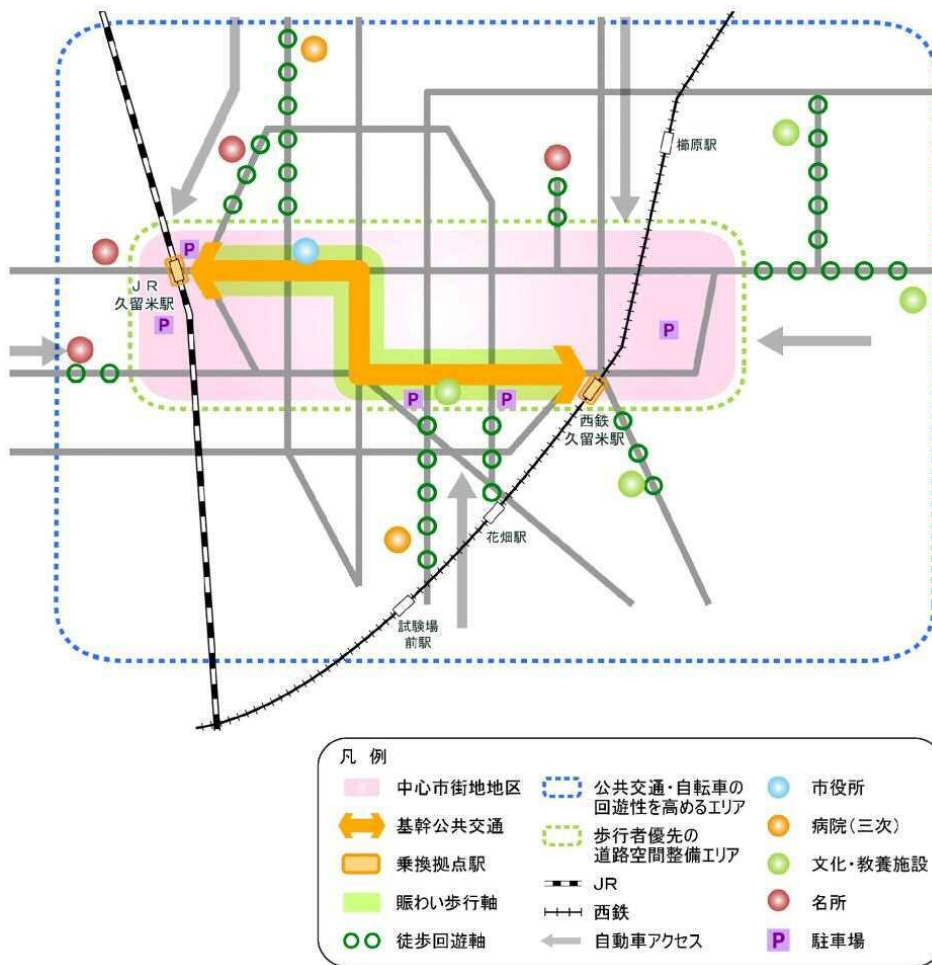 櫛原駅
P
JR
久留米駅
P
P
P
P
西鉄
久留米駅
花畑駅
試験場
前駅
凡例
中心市街地地区
公共交通・自転車の
回遊性を高めるエリア
市役所
基幹公共交通
歩行者優先の
道路空間整備エリア
病院(三次)
乗換拠点駅
文化・教養施設
JR
賑わい歩行軸
西鉄
名所
徒歩回遊軸
自動車アクセス
P
駐車場